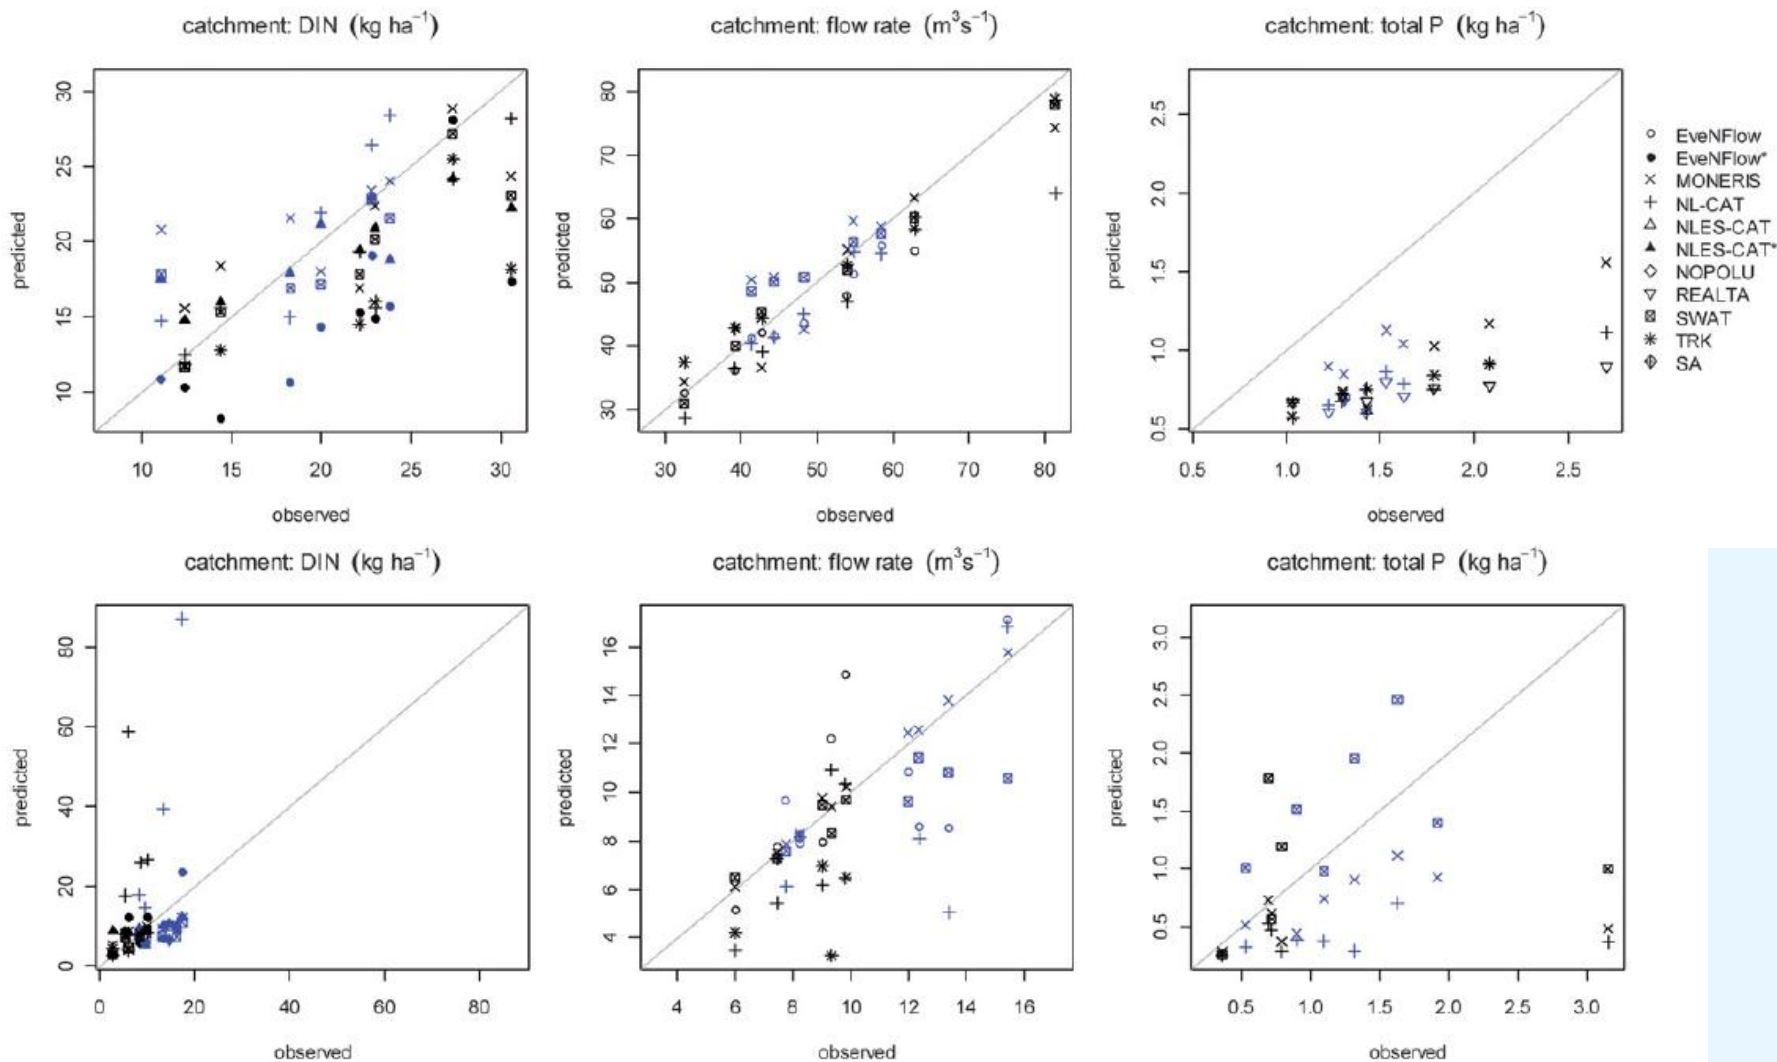 catchment: DIN (kg ha⁻¹)
catchment: flow rate (m³s⁻¹)
catchment: total P (kg ha⁻¹)
predicted
30
25
20
15
10
10 15 20 25 30
observed
predicted
80
70
60
50
40
30
30 40 50 60 70 80
observed
predicted
2.5
2.0
1.5
1.0
0.5
0.5 1.0 1.5 2.0 2.5
observed
EveNFlow
EveNFlow*
MONERIS
NL-CAT
NLES-CAT
NLES-CAT*
NOPOLU
REALTA
SWAT
TRK
SA
catchment: DIN (kg ha⁻¹)
catchment: flow rate (m³s⁻¹)
catchment: total P (kg ha⁻¹)
predicted
80
60
40
20
0
0 20 40 60 80
observed
predicted
16
14
12
10
8
6
4
4 6 8 10 12 14 16
observed
predicted
3.0
2.5
2.0
1.5
1.0
0.5
0.5 1.0 1.5 2.0 2.5 3.0
observed